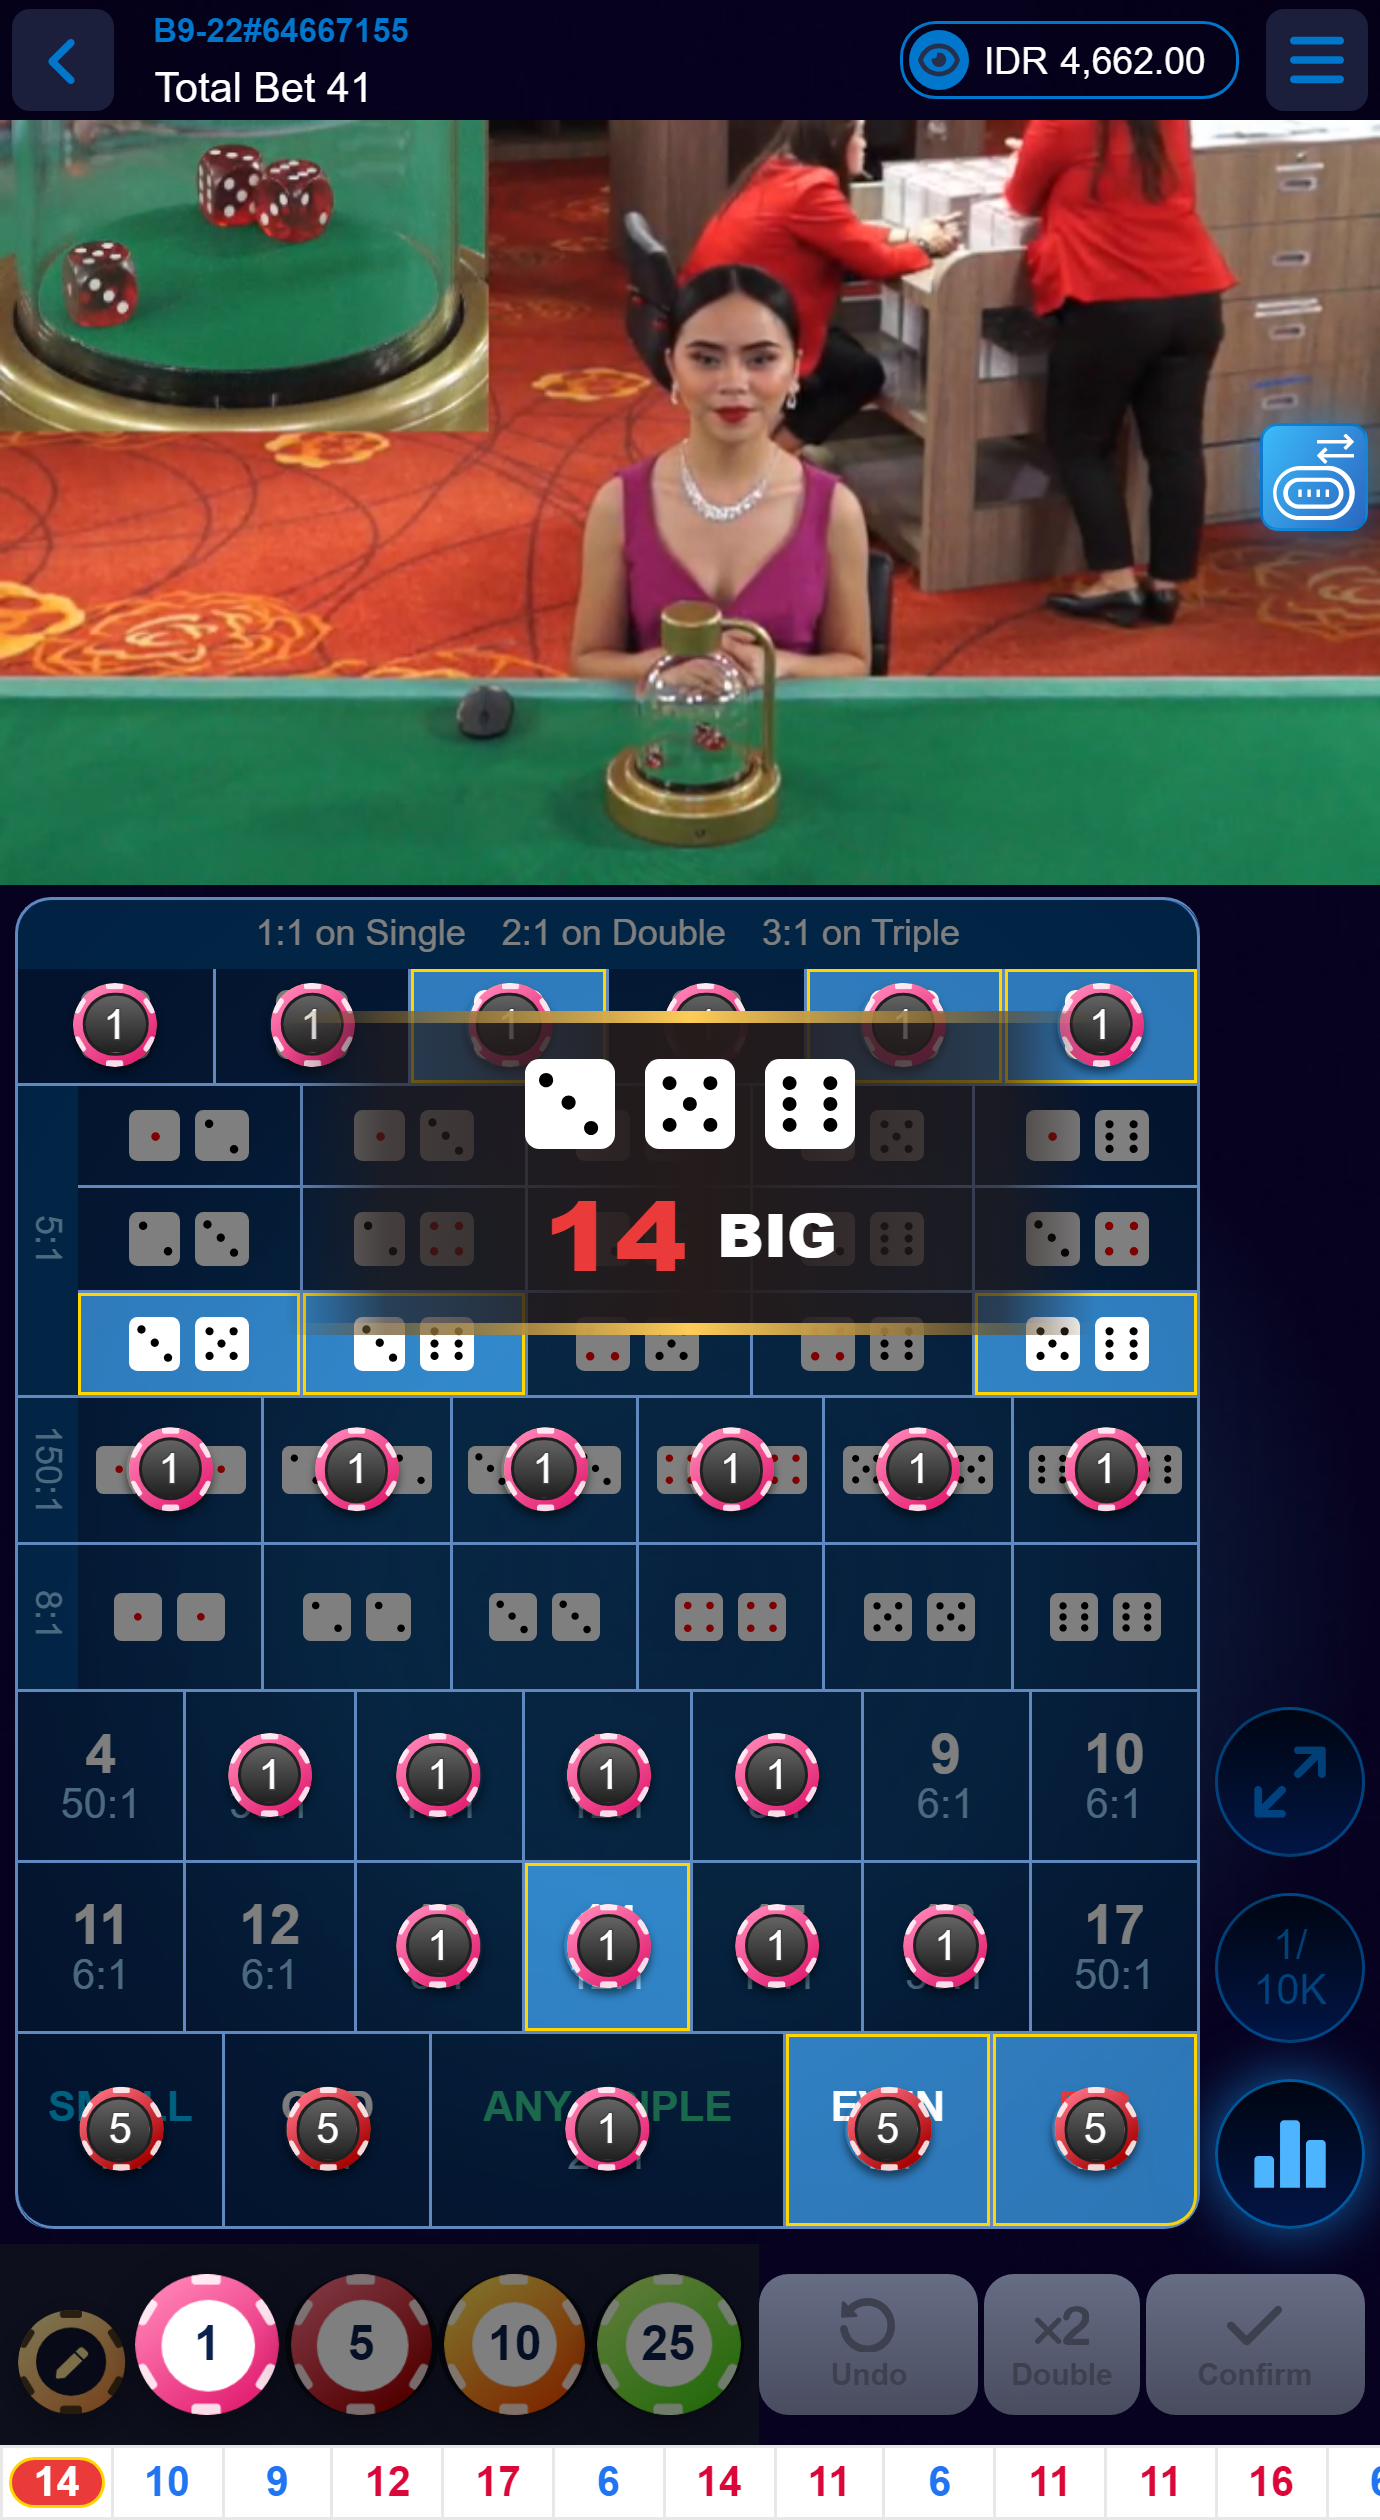 B9-22#64667155
Total Bet 41
IDR 4,662.00
1:1 on Single 2:1 on Double 3:1 on Triple
1 1 1 1 1 1
14 BIG
5:1
150:1
1 1 1 1 1 1
8:1
4 1 1 1 1 9 10
50:1 6:1 6:1
11 12 1 1 1 1 17
6:1 6:1 50:1
5 5 1 5 5
1/
10K
1 5 10 25
x2
Undo Double Confirm
14 10 9 12 17 6 14 11 6 11 11 16